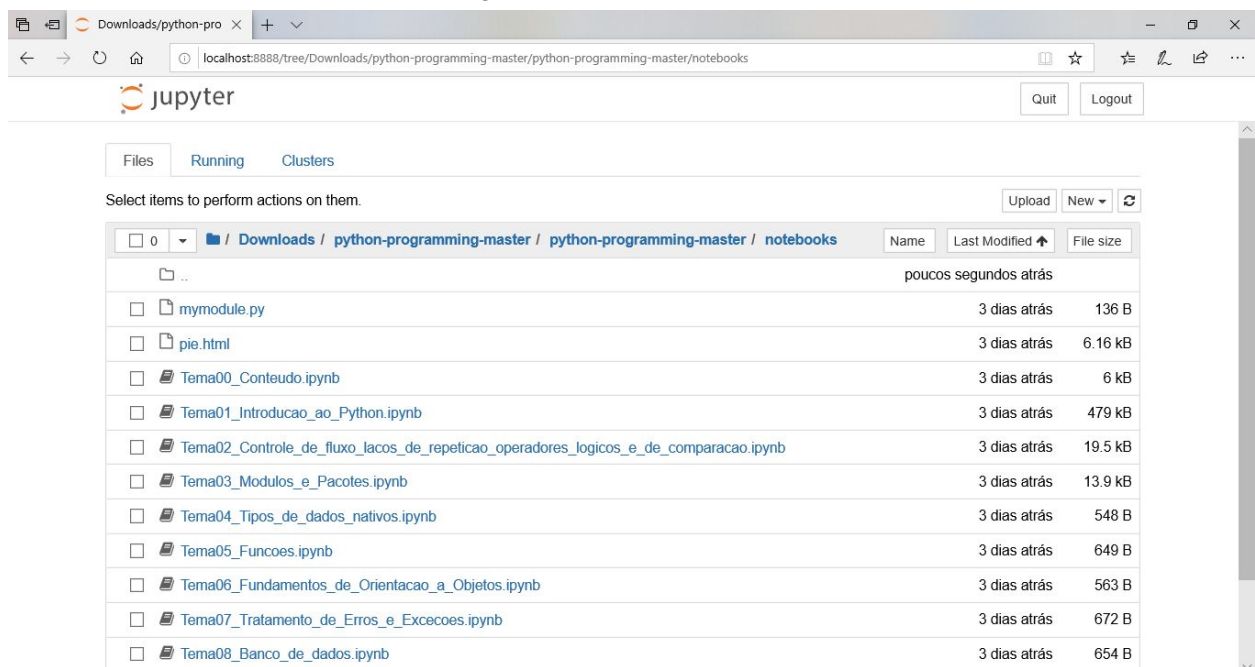 Downloads/python-pro
localhost:8888/tree/Downloads/python-programming-master/python-programming-master/notebooks
jupyter
Quit Logout
Files Running Clusters
Select items to perform actions on them.
Upload New
0 / Downloads / python-programming-master / python-programming-master / notebooks Name Last Modified File size
.. poucos segundos atrás
mymodule.py 3 dias atrás 136 B
pie.html 3 dias atrás 6.16 kB
Tema00_Conteudo.ipynb 3 dias atrás 6 kB
Tema01_Introducao_ao_Python.ipynb 3 dias atrás 479 kB
Tema02_Controle_de_fluxo_lacos_de_repeticao_operadores_logicos_e_de_comparacao.ipynb 3 dias atrás 19.5 kB
Tema03_Modulos_e_Pacotes.ipynb 3 dias atrás 13.9 kB
Tema04_Tipos_de_dados_nativos.ipynb 3 dias atrás 548 B
Tema05_Funcoes.ipynb 3 dias atrás 649 B
Tema06_Fundamentos_de_Orientacao_a_Objetos.ipynb 3 dias atrás 563 B
Tema07_Tratamento_de_Erros_e_Excecoes.ipynb 3 dias atrás 672 B
Tema08_Banco_de_dados.ipynb 3 dias atrás 654 B